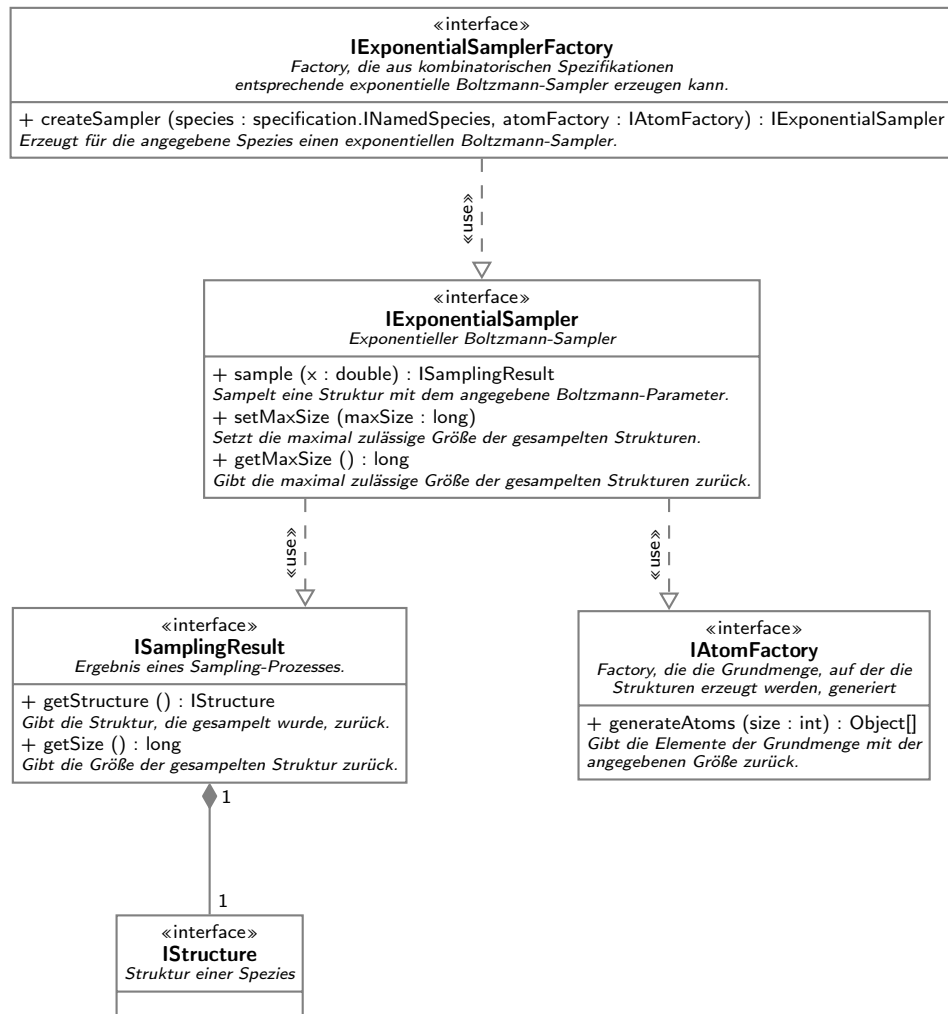 «interface»
IExponentialSamplerFactory
Factory, die aus kombinatorischen Spezifikationen
entsprechende exponentielle Boltzmann-Sampler erzeugen kann.
+ createSampler (species : specification.INamedSpecies, atomFactory : IAtomFactory) : IExponentialSampler
Erzeugt für die angegebene Spezies einen exponentiellen Boltzmann-Sampler.
«use»
«interface»
IExponentialSampler
Exponentieller Boltzmann-Sampler
+ sample (x : double) : ISamplingResult
Sampelt eine Struktur mit dem angegebene Boltzmann-Parameter.
+ setMaxSize (maxSize : long)
Setzt die maximal zulässige Größe der gesampelten Strukturen.
+ getMaxSize () : long
Gibt die maximal zulässige Größe der gesampelten Strukturen zurück.
«use»
«use»
«interface»
ISamplingResult
Ergebnis eines Sampling-Prozesses.
+ getStructure () : IStructure
Gibt die Struktur, die gesampelt wurde, zurück.
+ getSize () : long
Gibt die Größe der gesampelten Struktur zurück.
«interface»
IAtomFactory
Factory, die die Grundmenge, auf der die
Strukturen erzeugt werden, generiert
+ generateAtoms (size : int) : Object[]
Gibt die Elemente der Grundmenge mit der
angegebenen Größe zurück.
1
1
«interface»
IStructure
Struktur einer Spezies